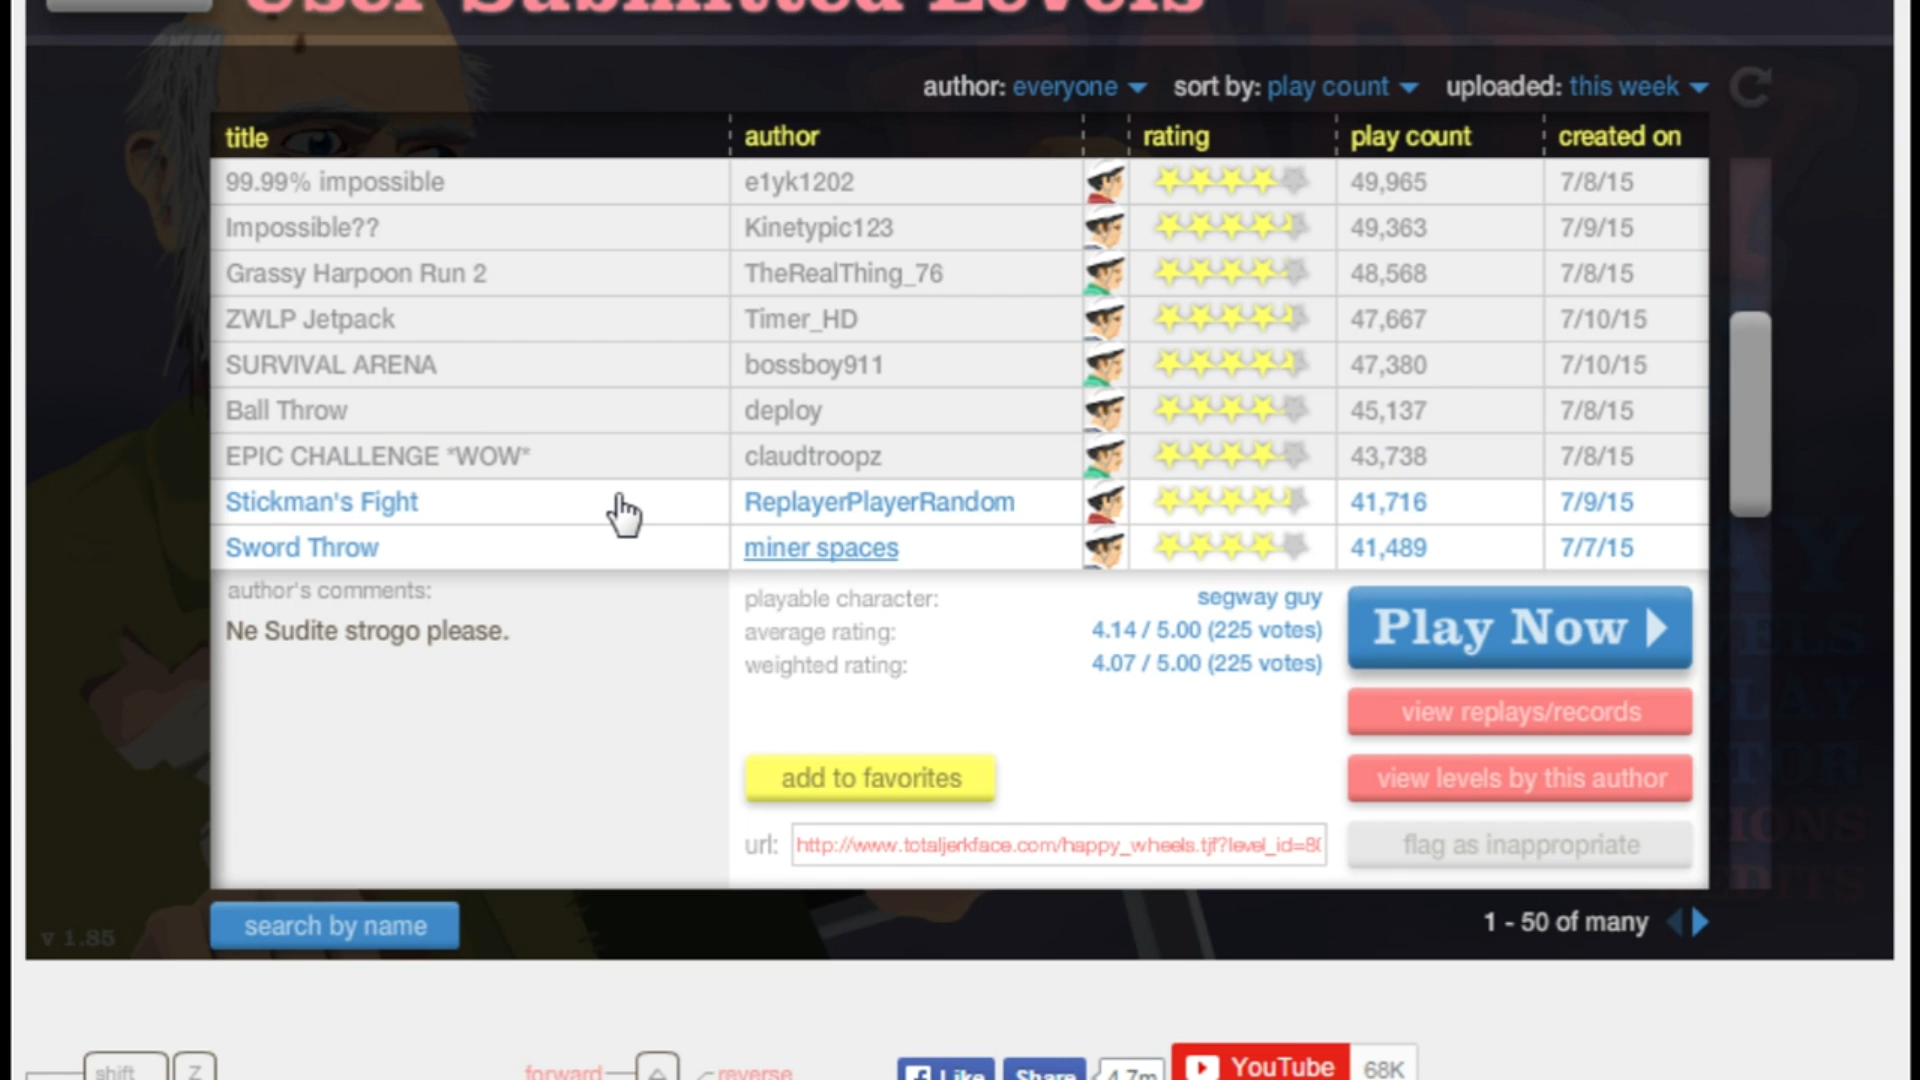 User Submitted Levels
author: everyone sort by: play count uploaded: this week
title author rating play count created on
99.99% impossible e1yk1202 49,965 7/8/15
Impossible?? Kinetypic123 49,363 7/9/15
Grassy Harpoon Run 2 TheRealThing_76 48,568 7/8/15
ZWLP Jetpack Timer_HD 47,667 7/10/15
SURVIVAL ARENA bossboy911 47,380 7/10/15
Ball Throw deploy 45,137 7/8/15
EPIC CHALLENGE *WOW* claudtroopz 43,738 7/8/15
Stickman's Fight ReplayerPlayerRandom 41,716 7/9/15
Sword Throw miner spaces 41,489 7/7/15
author's comments:
Ne Sudite strogo please.
playable character: segway guy
average rating: 4.14 / 5.00 (225 votes)
weighted rating: 4.07 / 5.00 (225 votes)
Play Now
view replays/records
add to favorites
view levels by this author
url: http://www.totaljerkface.com/happy_wheels.tjf?level_id=8
flag as inappropriate
search by name
1 - 50 of many
v 1.85
shift Z
forward reverse
Like Share 4.7m YouTube 68K